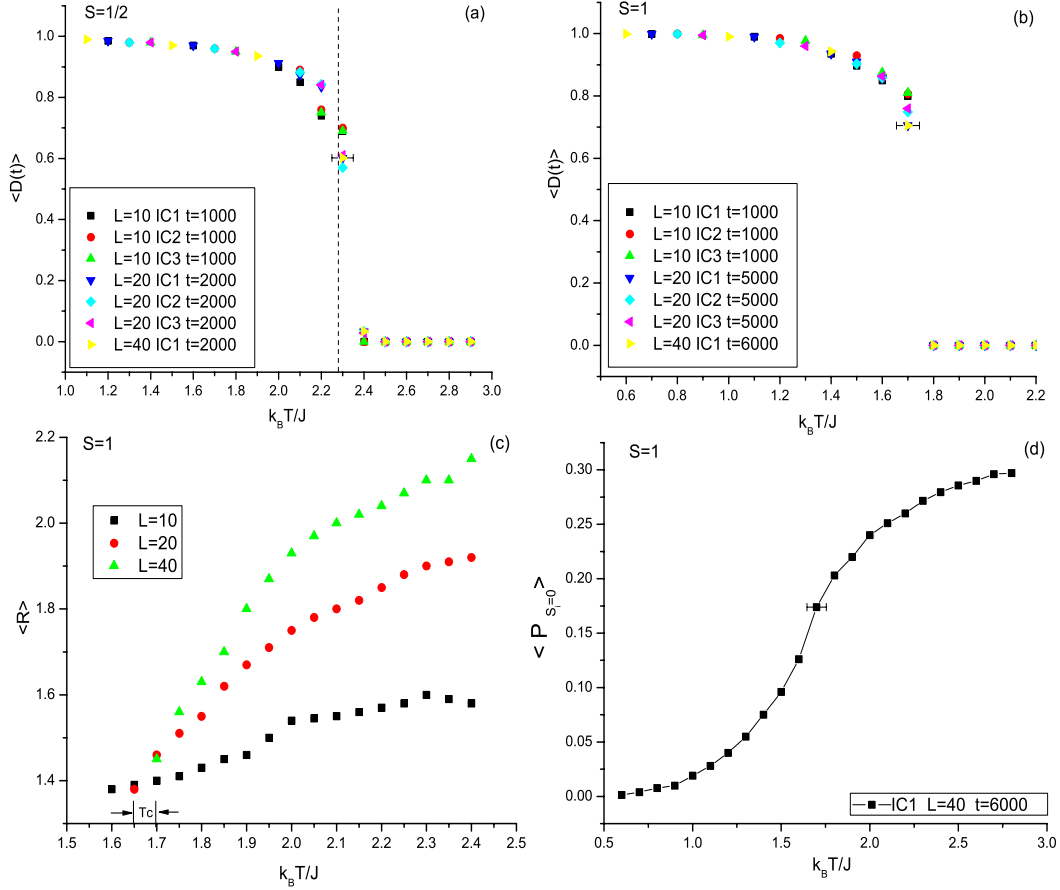 S=1/2
(a)
<D(t)>
1.0
0.8
0.6
0.4
0.2
0.0
L=10 IC1 t=1000
L=10 IC2 t=1000
L=10 IC3 t=1000
L=20 IC1 t=2000
L=20 IC2 t=2000
L=20 IC3 t=2000
L=40 IC1 t=2000
1.0 1.2 1.4 1.6 1.8 2.0 2.2 2.4 2.6 2.8 3.0
k_B T/J
S=1
(b)
<D(t)>
1.0
0.8
0.6
0.4
0.2
0.0
L=10 IC1 t=1000
L=10 IC2 t=1000
L=10 IC3 t=1000
L=20 IC1 t=5000
L=20 IC2 t=5000
L=20 IC3 t=5000
L=40 IC1 t=6000
0.6 0.8 1.0 1.2 1.4 1.6 1.8 2.0 2.2
k_B T/J
S=1
(c)
<R>
2.2
2.0
1.8
1.6
1.4
L=10
L=20
L=40
Tc
1.5 1.6 1.7 1.8 1.9 2.0 2.1 2.2 2.3 2.4 2.5
k_B T/J
S=1
(d)
<P_{S_i=0}>
0.30
0.25
0.20
0.15
0.10
0.05
0.00
IC1 L=40 t=6000
0.5 1.0 1.5 2.0 2.5 3.0
k_B T/J